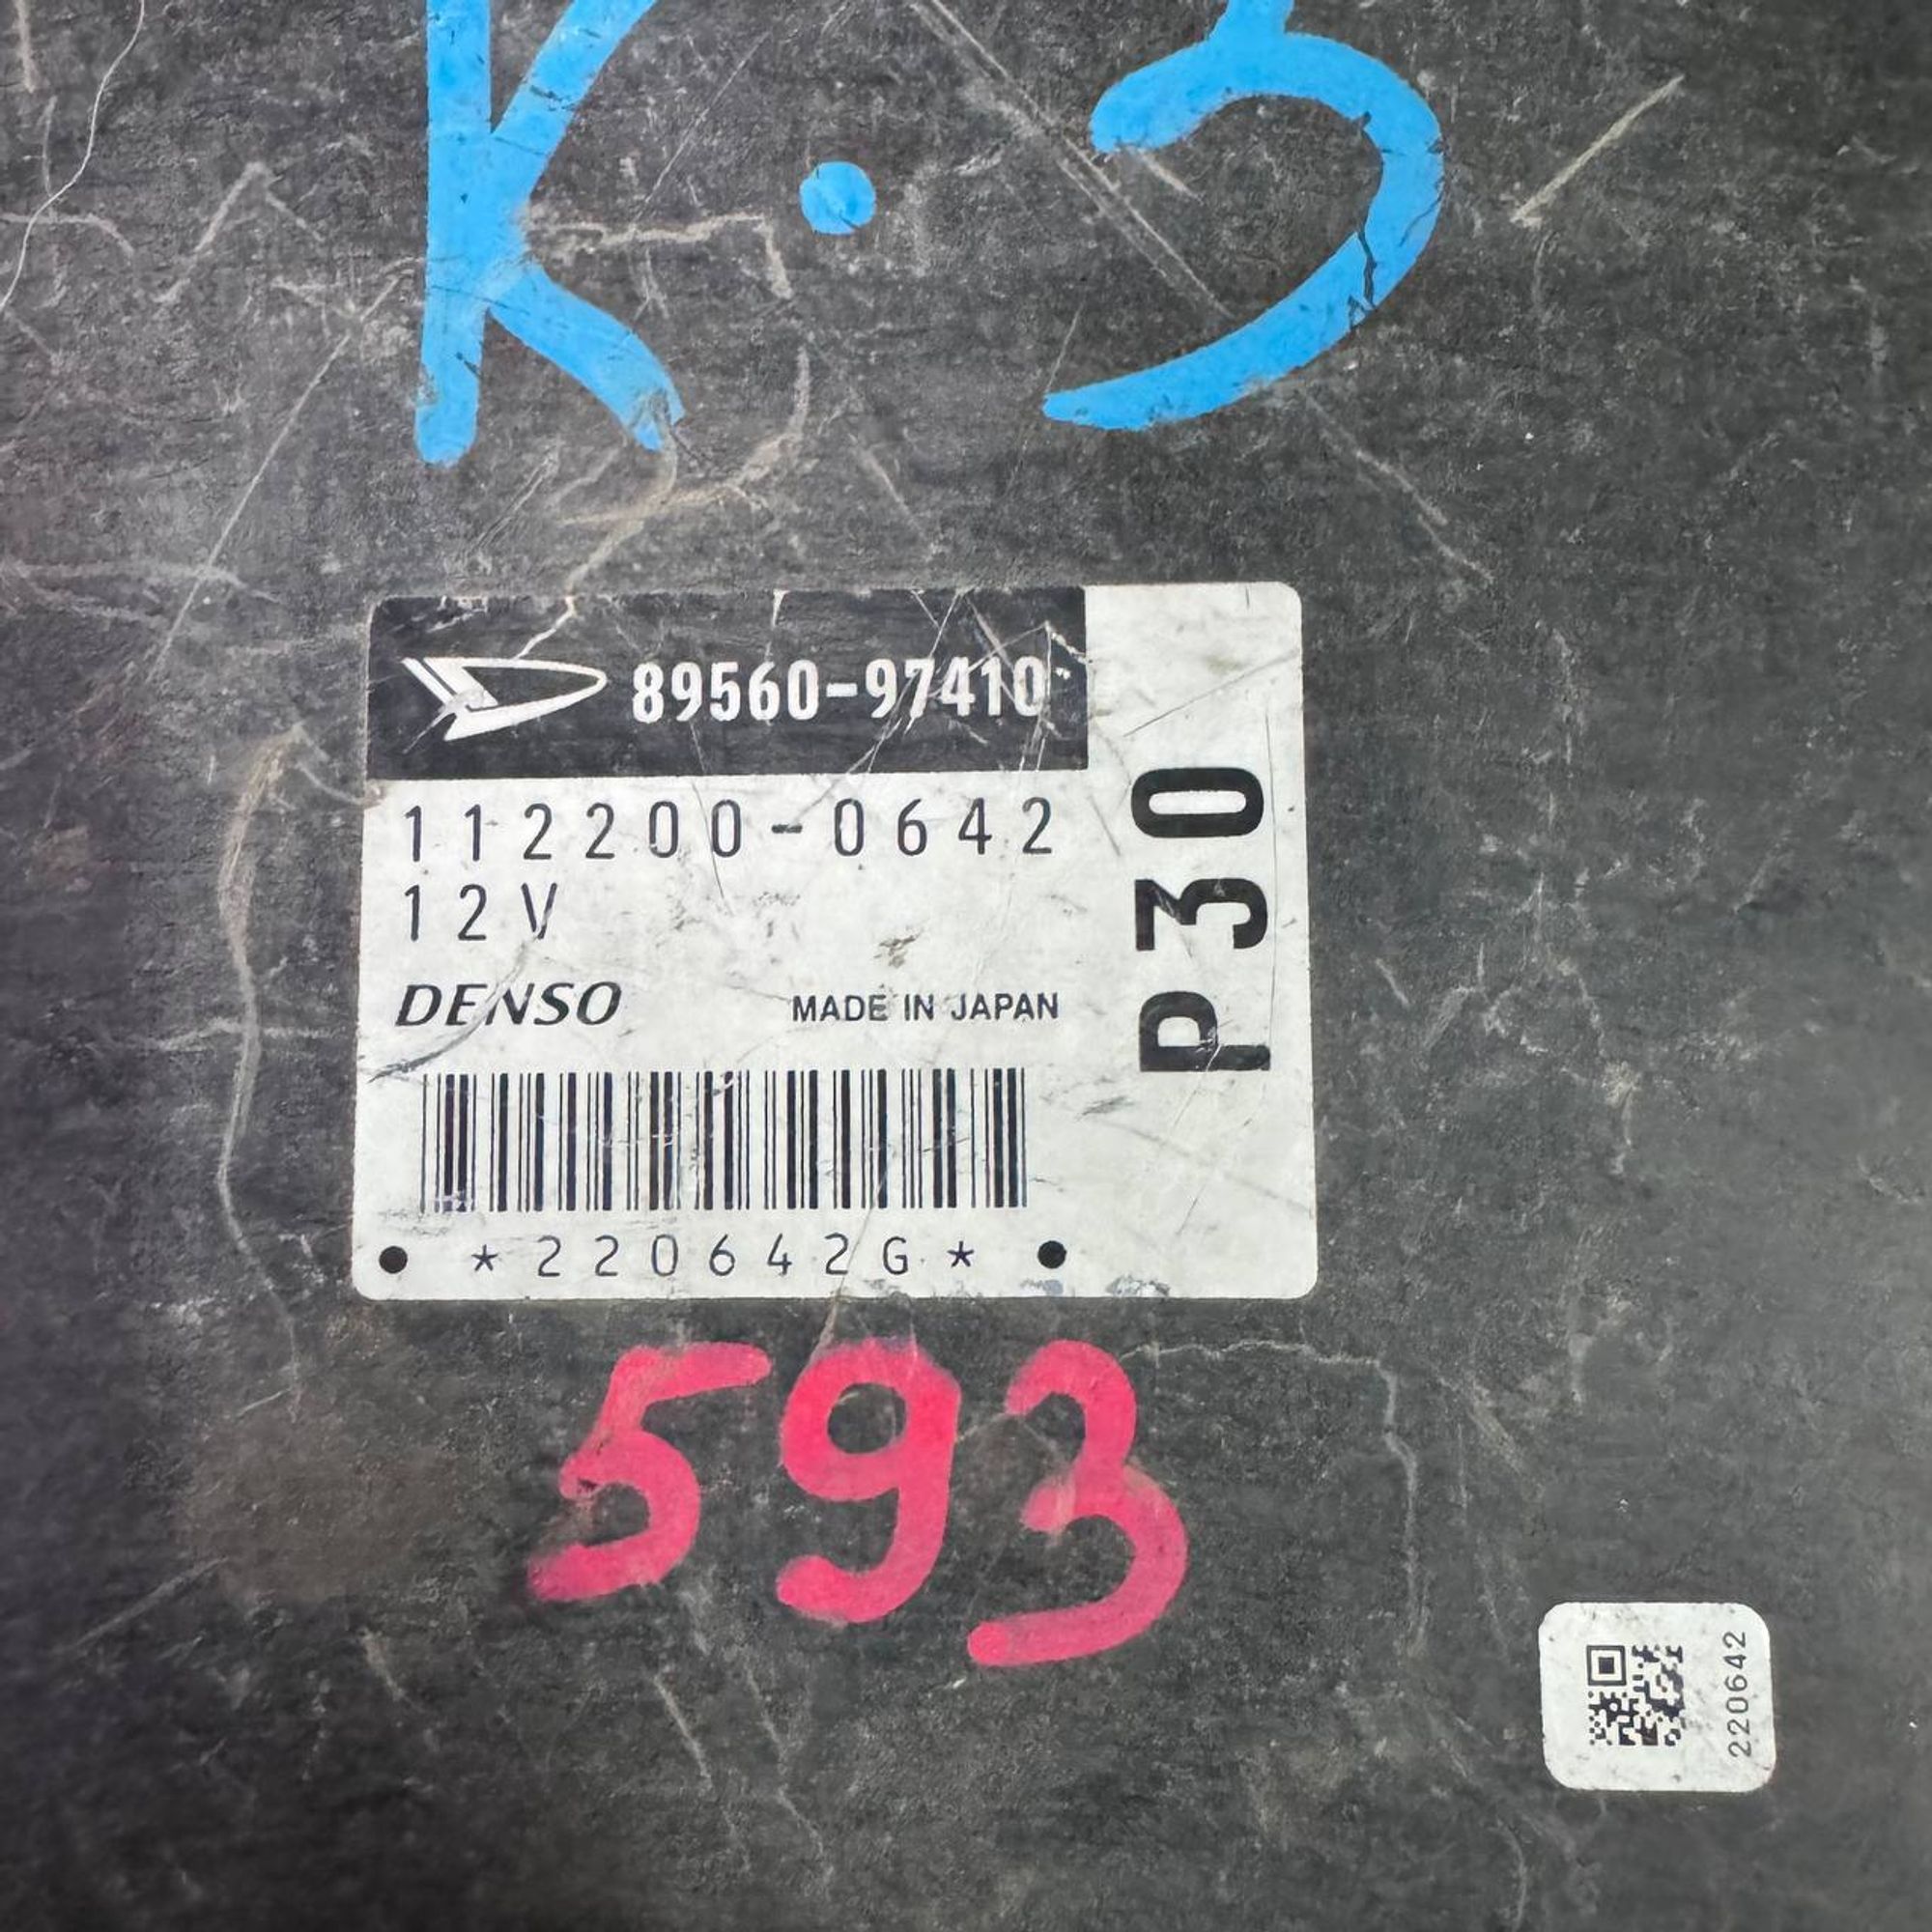 K.3
89560-97410
P30
112200-0642
12V
DENSO MADE IN JAPAN
*220642G*
593
220642